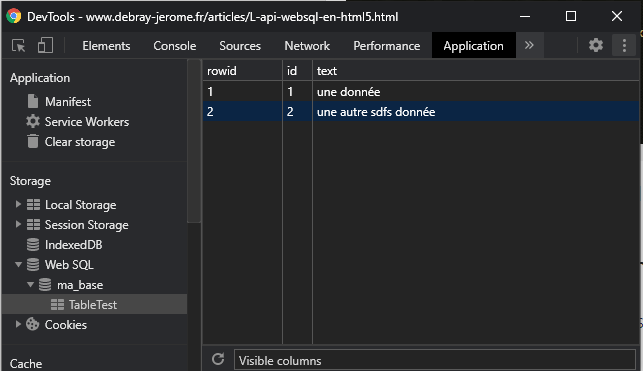 DevTools - www.debray-jerome.fr/articles/L-api-websql-en-html5.html
Elements Console Sources Network Performance Application »
Application
Manifest
Service Workers
Clear storage
Storage
Local Storage
Session Storage
IndexedDB
Web SQL
ma_base
TableTest
Cookies
Cache
rowid id text
1 1 une donnée
2 2 une autre sdfs donnée
Visible columns